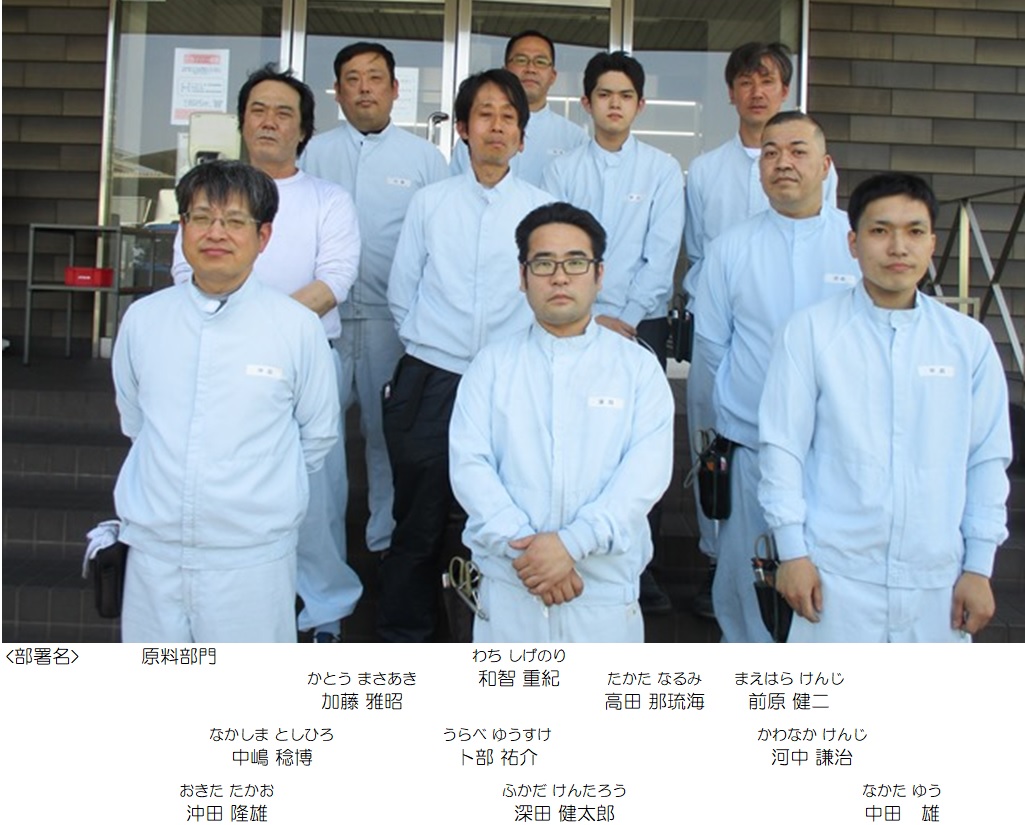 <部署名> 原料部門
わち しげのり
和智 重紀
かとう まさあき たかた なるみ まえはら けんじ
加藤 雅昭 高田 那琉海 前原 健二
なかしま としひろ うらべ ゆうすけ かわなか けんじ
中嶋 稔博 卜部 祐介 河中 謙治
おきた たかお ふかだ けんたろう なかた ゆう
沖田 隆雄 深田 健太郎 中田 雄